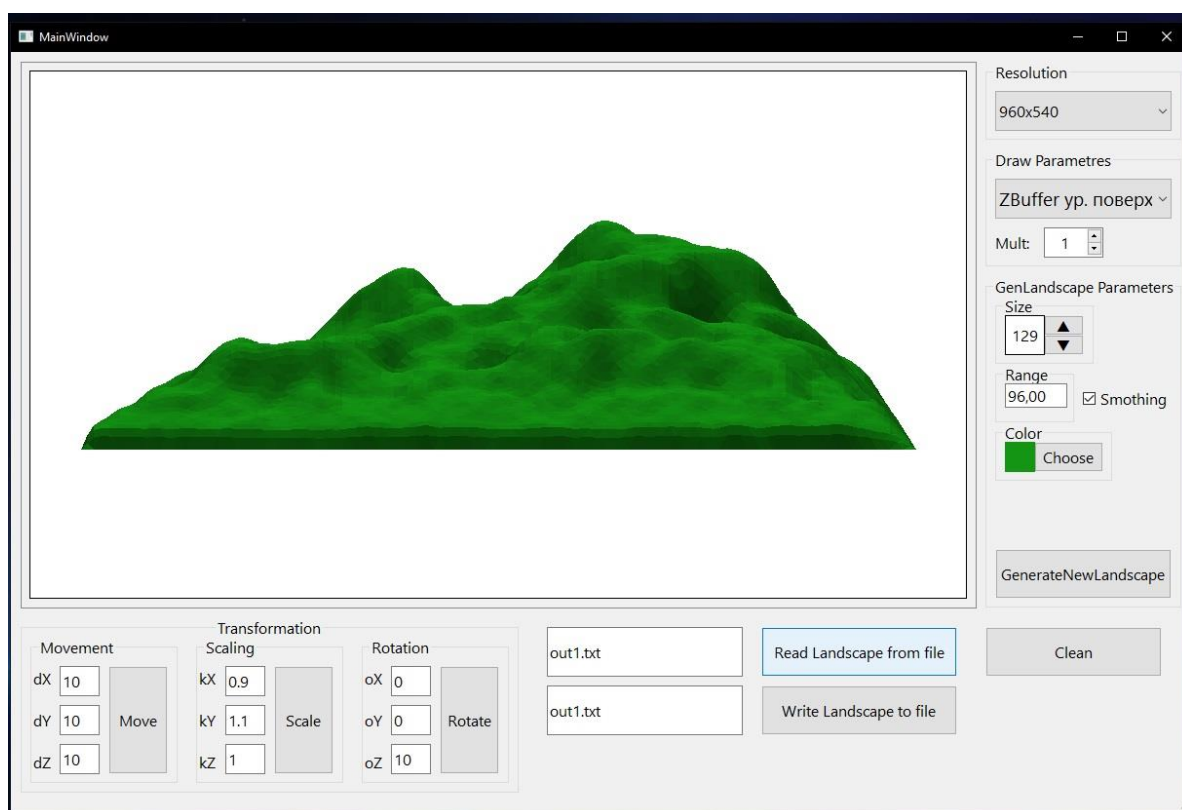 MainWindow
Resolution
960x540
Draw Parametres
ZBuffer ур. поверх
Mult: 1
GenLandscape Parameters
Size
129
Range
96,00
Smothing
Color
Choose
GenerateNewLandscape
Transformation
Movement
Scaling
Rotation
dX 10
dY 10
dZ 10
Move
kX 0.9
kY 1.1
kZ 1
Scale
oX 0
oY 0
oZ 10
Rotate
out1.txt
Read Landscape from file
out1.txt
Write Landscape to file
Clean